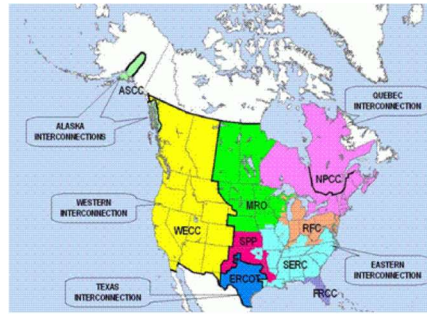 QUEBEC
INTERCONNECTION
ASCC
ALASKA
INTERCONNECTIONS
NPCC
MRO
WESTERN
INTERCONNECTION
WECC
RFC
SPP
SERC
EASTERN
INTERCONNECTION
ERCOT
TEXAS
INTERCONNECTION
FRCC